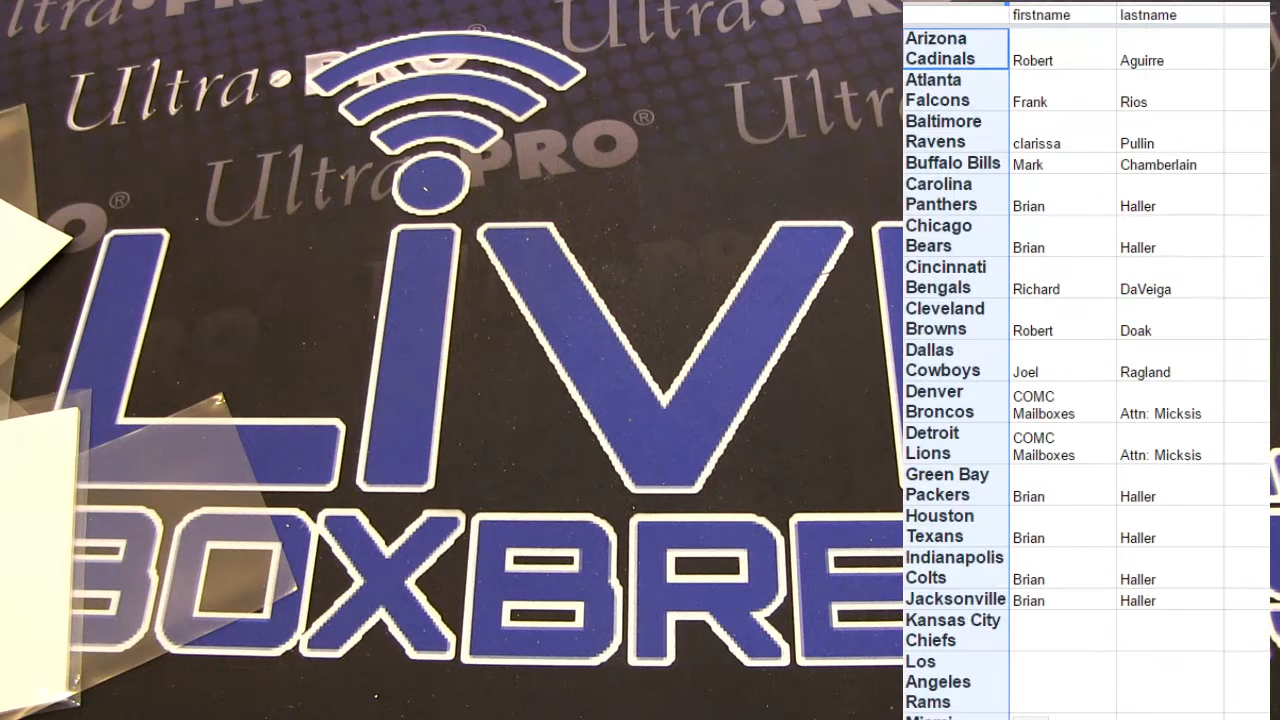 Ultra PRO
Ultra•PRO
Ultra•PRO®
Ultra
Ultra PRO®
O®
LiV
BOXBRE
firstname lastname
Arizona
Cadinals Robert Aguirre
Atlanta
Falcons Frank Rios
Baltimore
Ravens clarissa Pullin
Buffalo Bills Mark Chamberlain
Carolina
Panthers Brian Haller
Chicago
Bears Brian Haller
Cincinnati
Bengals Richard DaVeiga
Cleveland
Browns Robert Doak
Dallas
Cowboys Joel Ragland
Denver COMC
Broncos Mailboxes Attn: Micksis
Detroit COMC
Lions Mailboxes Attn: Micksis
Green Bay
Packers Brian Haller
Houston
Texans Brian Haller
Indianapolis
Colts Brian Haller
Jacksonville Brian Haller
Kansas City
Chiefs
Los
Angeles
Rams
Miami